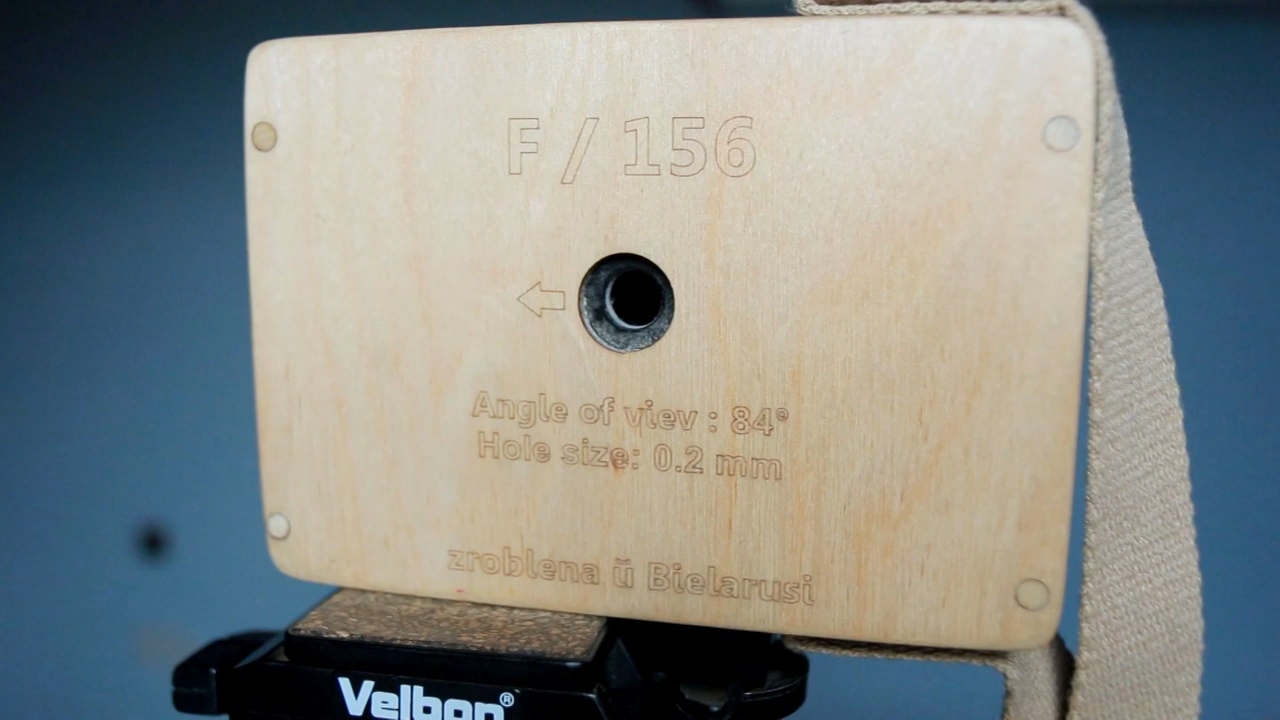 F / 156
Angle of viev : 84°
Hole size: 0.2 mm
zroblena ŭ Bielarusi
Velbon®